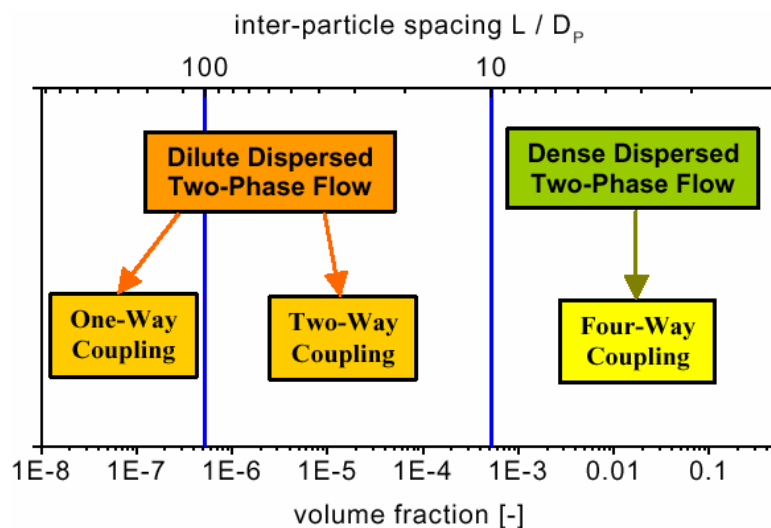 inter-particle spacing L / D_P
100 10
Dilute Dispersed
Two-Phase Flow
Dense Dispersed
Two-Phase Flow
One-Way
Coupling
Two-Way
Coupling
Four-Way
Coupling
1E-8 1E-7 1E-6 1E-5 1E-4 1E-3 0.01 0.1
volume fraction [-]